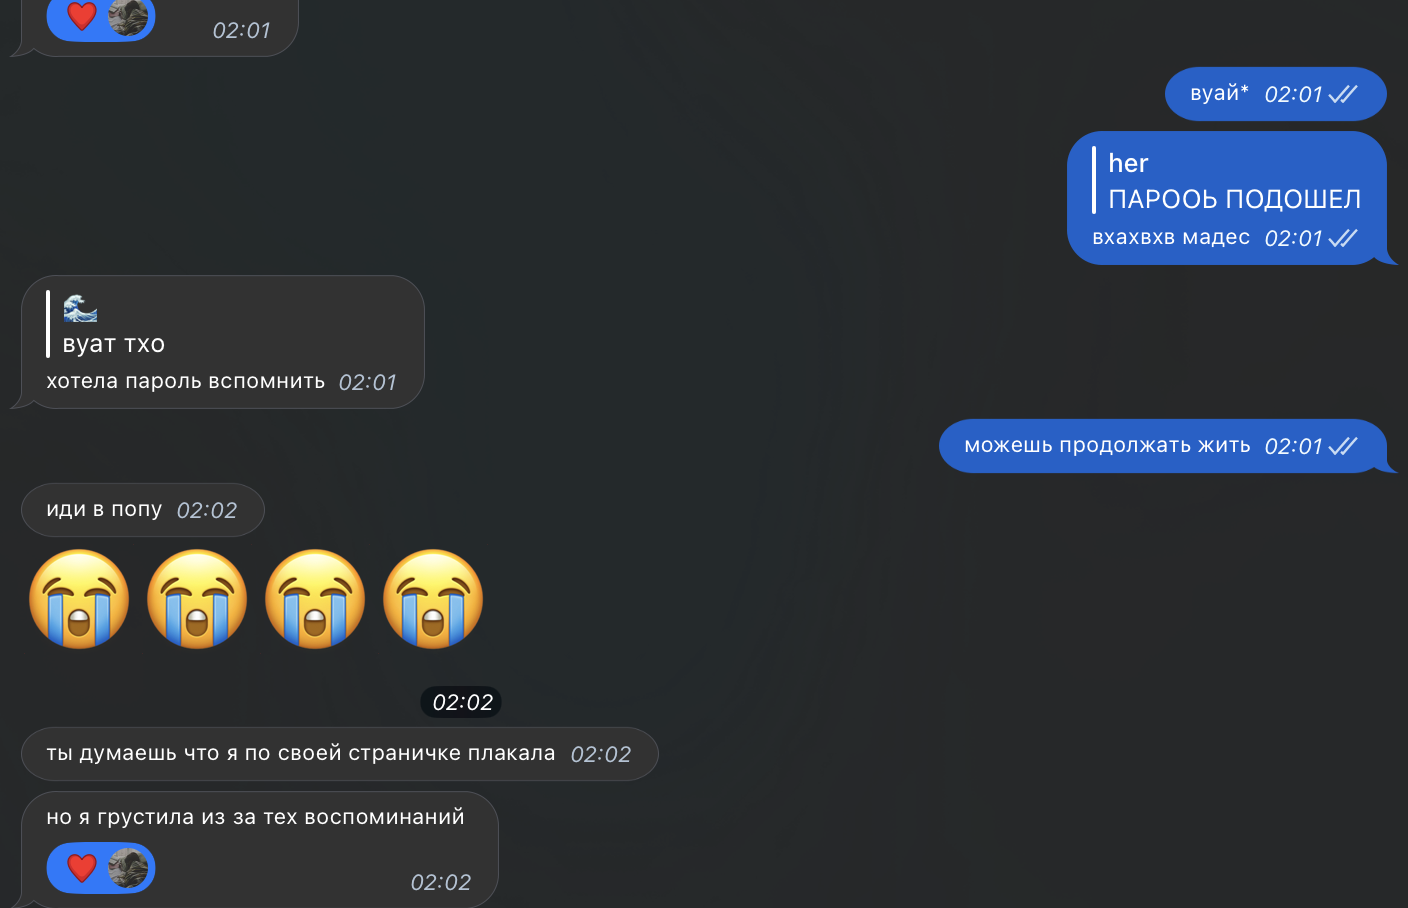 ❤️ 02:01
вуай* 02:01
her
ПАРООЬ ПОДОШЕЛ
вхахвхв мадес 02:01
🌊
вуат тхо
хотела пароль вспомнить 02:01
можешь продолжать жить 02:01
иди в попу 02:02
😭😭😭😭
02:02
ты думаешь что я по своей страничке плакала 02:02
но я грустила из за тех воспоминаний
❤️ 02:02